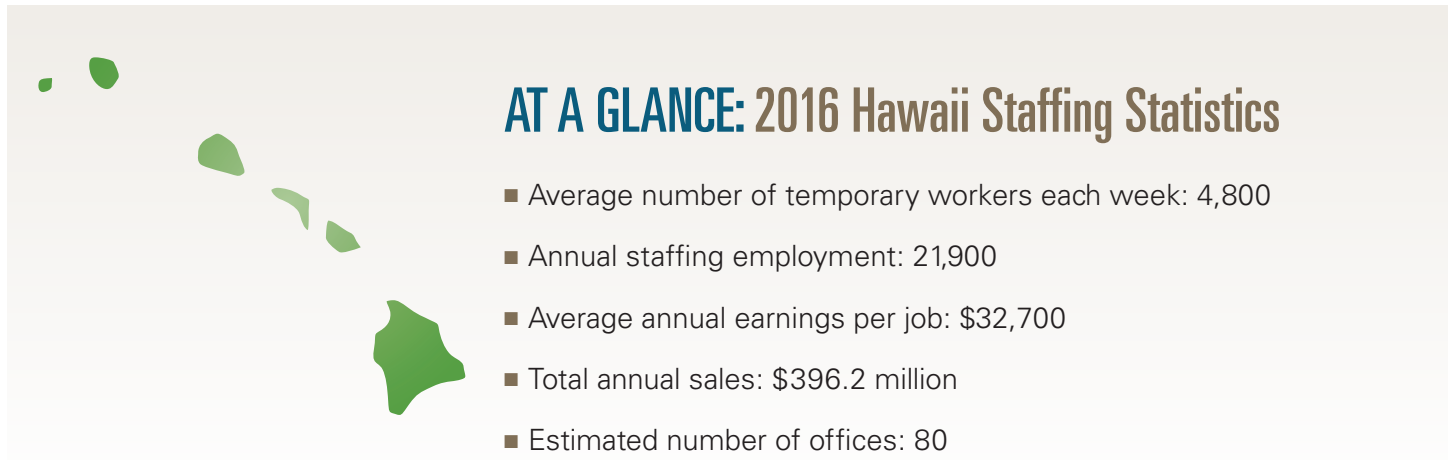 AT A GLANCE: 2016 Hawaii Staffing Statistics
■ Average number of temporary workers each week: 4,800
■ Annual staffing employment: 21,900
■ Average annual earnings per job: $32,700
■ Total annual sales: $396.2 million
■ Estimated number of offices: 80